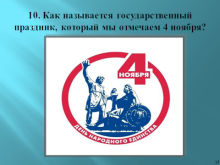 10. Как называется государственный
праздник, который мы отмечаем 4 ноября?
4
НОЯБРЯ
ДЕНЬ НАРОДНОГО ЕДИНСТВА